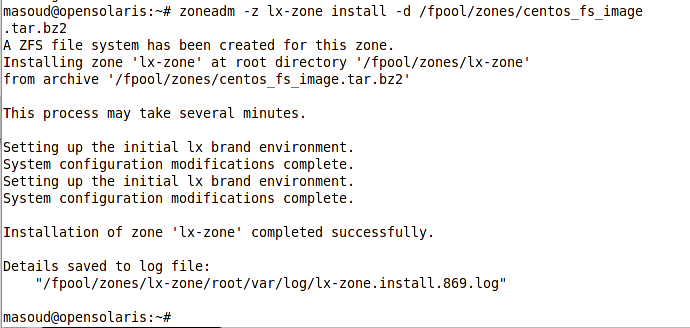 masoud@opensolaris:~# zoneadm -z lx-zone install -d /fpool/zones/centos_fs_image
.tar.bz2
A ZFS file system has been created for this zone.
Installing zone 'lx-zone' at root directory '/fpool/zones/lx-zone'
from archive '/fpool/zones/centos_fs_image.tar.bz2'
This process may take several minutes.
Setting up the initial lx brand environment.
System configuration modifications complete.
Setting up the initial lx brand environment.
System configuration modifications complete.
Installation of zone 'lx-zone' completed successfully.
Details saved to log file:
    "/fpool/zones/lx-zone/root/var/log/lx-zone.install.869.log"
masoud@opensolaris:~#